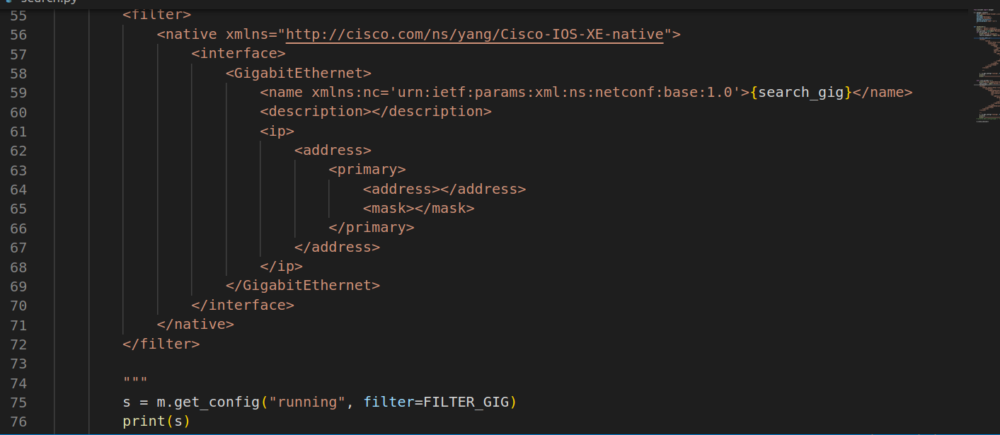 search.py
55 <filter>
56 <native xmlns="http://cisco.com/ns/yang/Cisco-IOS-XE-native">
57 <interface>
58 <GigabitEthernet>
59 <name xmlns:nc='urn:ietf:params:xml:ns:netconf:base:1.0'>{search_gig}</name>
60 <description></description>
61 <ip>
62 <address>
63 <primary>
64 <address></address>
65 <mask></mask>
66 </primary>
67 </address>
68 </ip>
69 </GigabitEthernet>
70 </interface>
71 </native>
72 </filter>
73
74 """
75 s = m.get_config("running", filter=FILTER_GIG)
76 print(s)